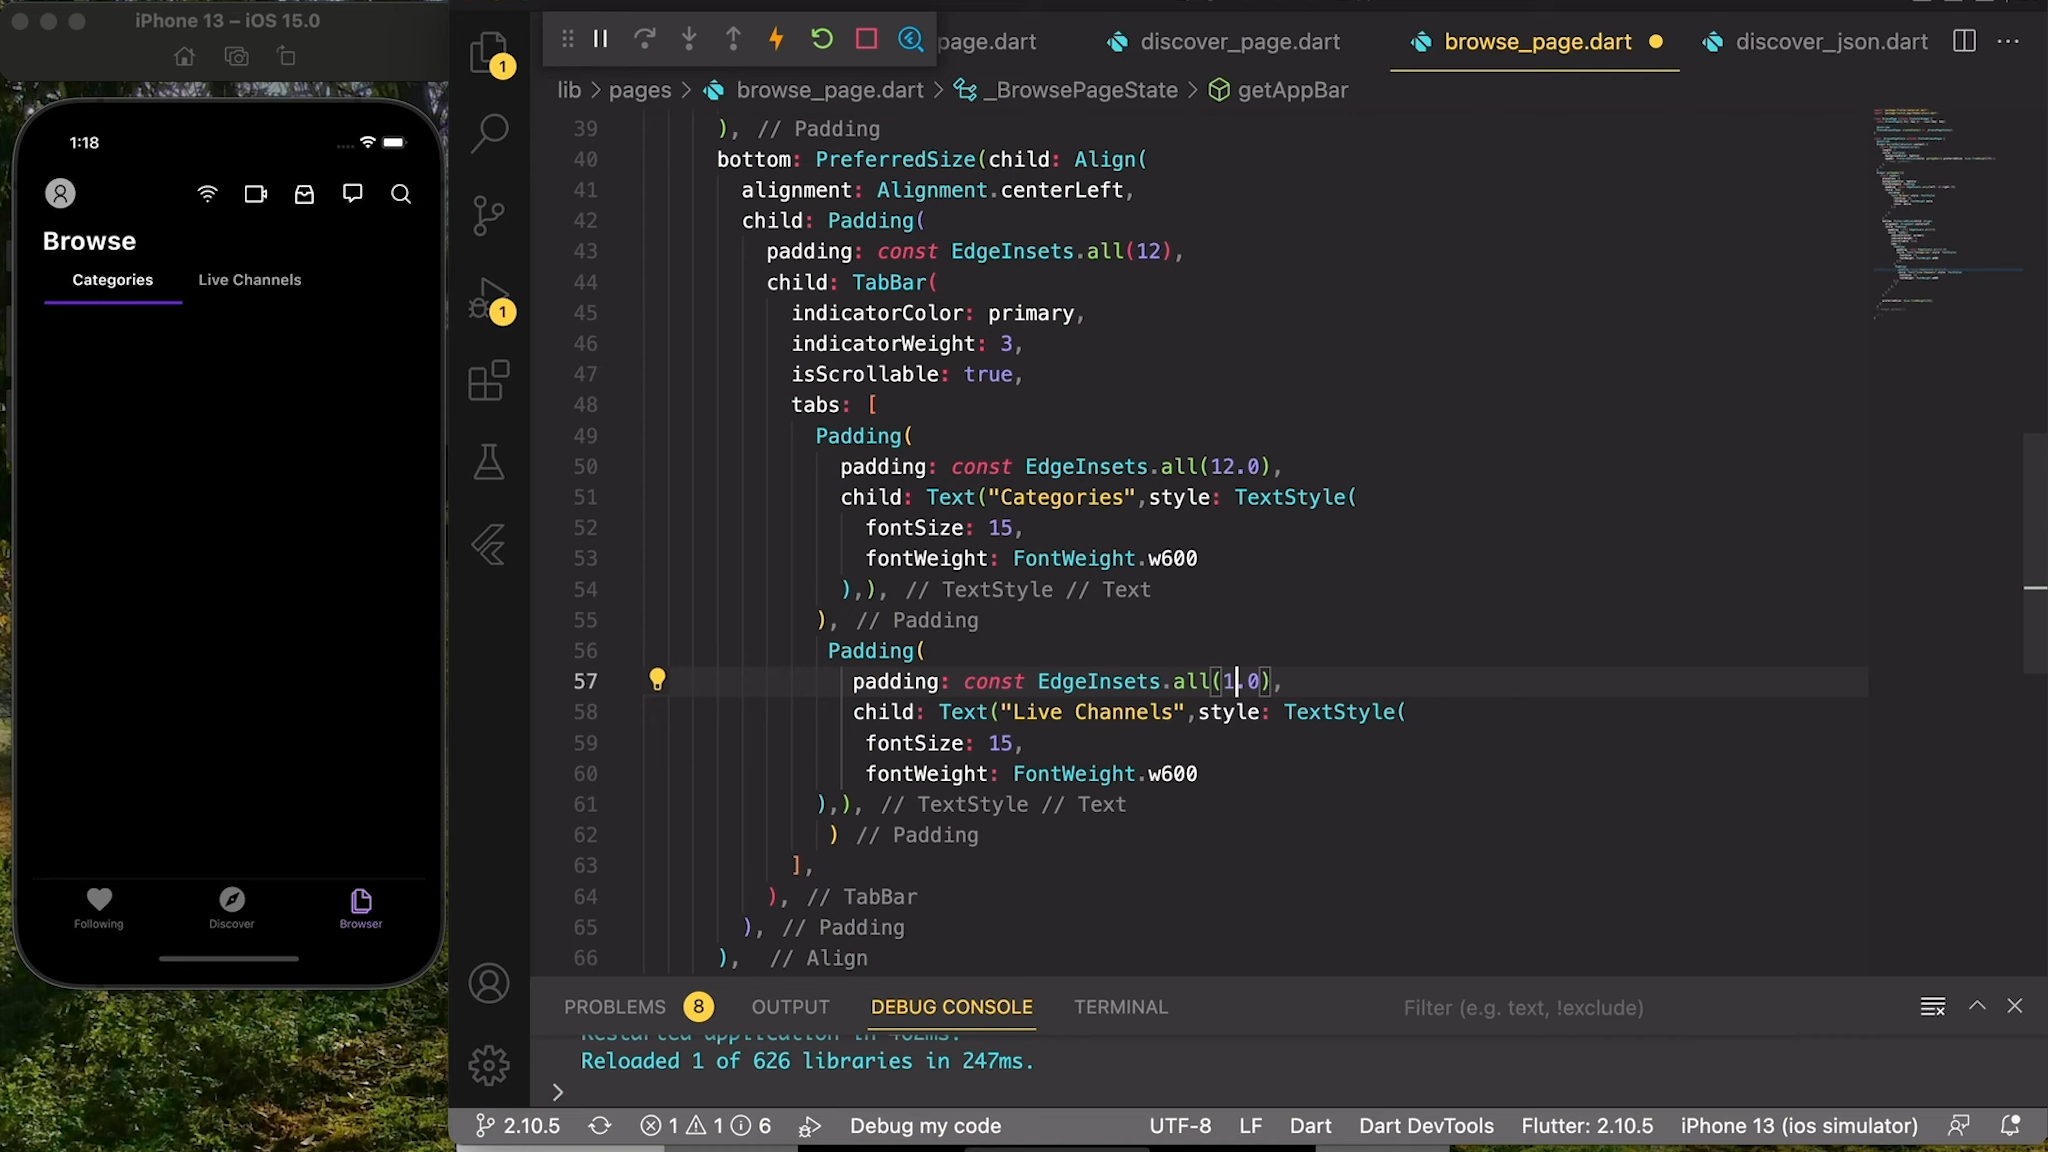 iPhone 13 – iOS 15.0
1:18
Browse
Categories
Live Channels
Following
Discover
Browser
1
1
page.dart
discover_page.dart
browse_page.dart
discover_json.dart
lib > pages > browse_page.dart > _BrowsePageState > getAppBar
39 ), // Padding
40 bottom: PreferredSize(child: Align(
41 alignment: Alignment.centerLeft,
42 child: Padding(
43 padding: const EdgeInsets.all(12),
44 child: TabBar(
45 indicatorColor: primary,
46 indicatorWeight: 3,
47 isScrollable: true,
48 tabs: [
49 Padding(
50 padding: const EdgeInsets.all(12.0),
51 child: Text("Categories",style: TextStyle(
52 fontSize: 15,
53 fontWeight: FontWeight.w600
54 ),), // TextStyle // Text
55 ), // Padding
56 Padding(
57 padding: const EdgeInsets.all(1.0),
58 child: Text("Live Channels",style: TextStyle(
59 fontSize: 15,
60 fontWeight: FontWeight.w600
61 ),), // TextStyle // Text
62 ) // Padding
63 ],
64 ), // TabBar
65 ), // Padding
66 ), // Align
PROBLEMS 8 OUTPUT DEBUG CONSOLE TERMINAL Filter (e.g. text, !exclude)
Restarted application in 462ms.
Reloaded 1 of 626 libraries in 247ms.
>
2.10.5 1 1 6 Debug my code UTF-8 LF Dart Dart DevTools Flutter: 2.10.5 iPhone 13 (ios simulator)